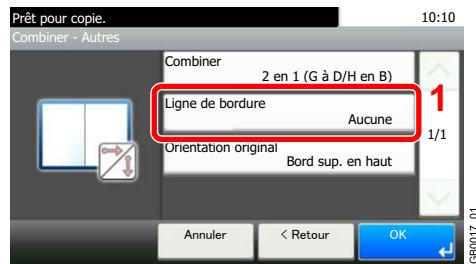 Prêt pour copie.
10:10
Combiner - Autres
Combiner
2 en 1 (G à D/H en B)
Ligne de bordure
Aucune
1
1/1
Orientation original
Bord sup. en haut
Annuler
< Retour
OK
GB0017_01